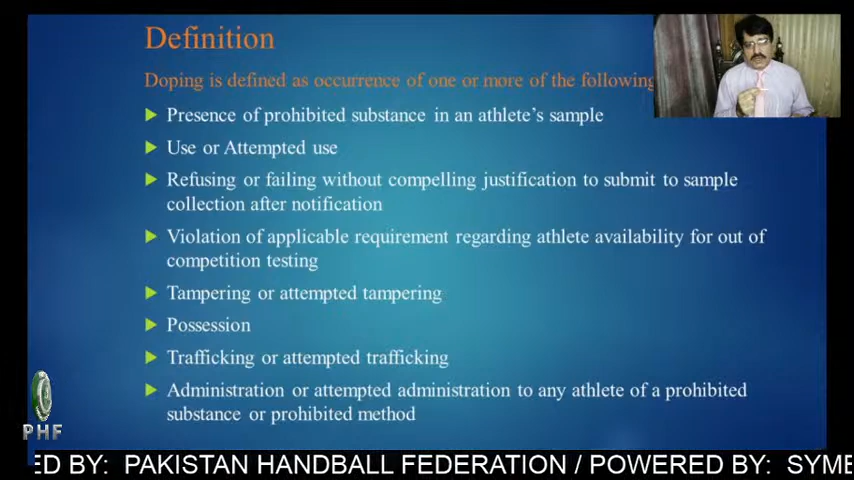 Definition
Doping is defined as occurrence of one or more of the following
Presence of prohibited substance in an athlete's sample
Use or Attempted use
Refusing or failing without compelling justification to submit to sample
collection after notification
Violation of applicable requirement regarding athlete availability for out of
competition testing
Tampering or attempted tampering
Possession
Trafficking or attempted trafficking
Administration or attempted administration to any athlete of a prohibited
substance or prohibited method
PHF
ED BY: PAKISTAN HANDBALL FEDERATION / POWERED BY: SYME